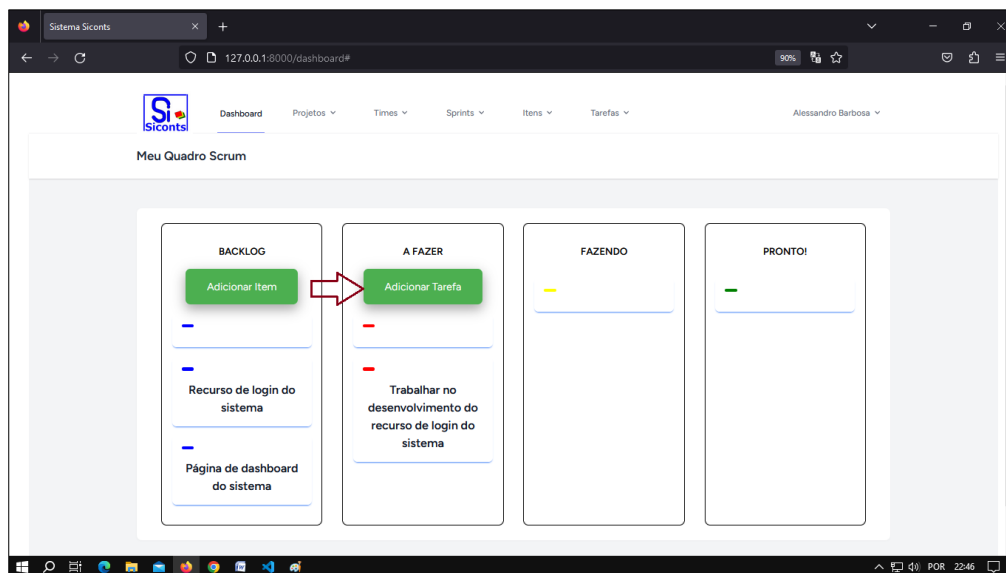 Sistema Siconts
127.0.0.1:8000/dashboard#
90%
Si
Siconts
Dashboard
Projetos
Times
Sprints
Itens
Tarefas
Alessandro Barbosa
Meu Quadro Scrum
BACKLOG
Adicionar Item
Recurso de login do
sistema
Página de dashboard
do sistema
A FAZER
Adicionar Tarefa
Trabalhar no
desenvolvimento do
recurso de login do
sistema
FAZENDO
PRONTO!
POR
22:46